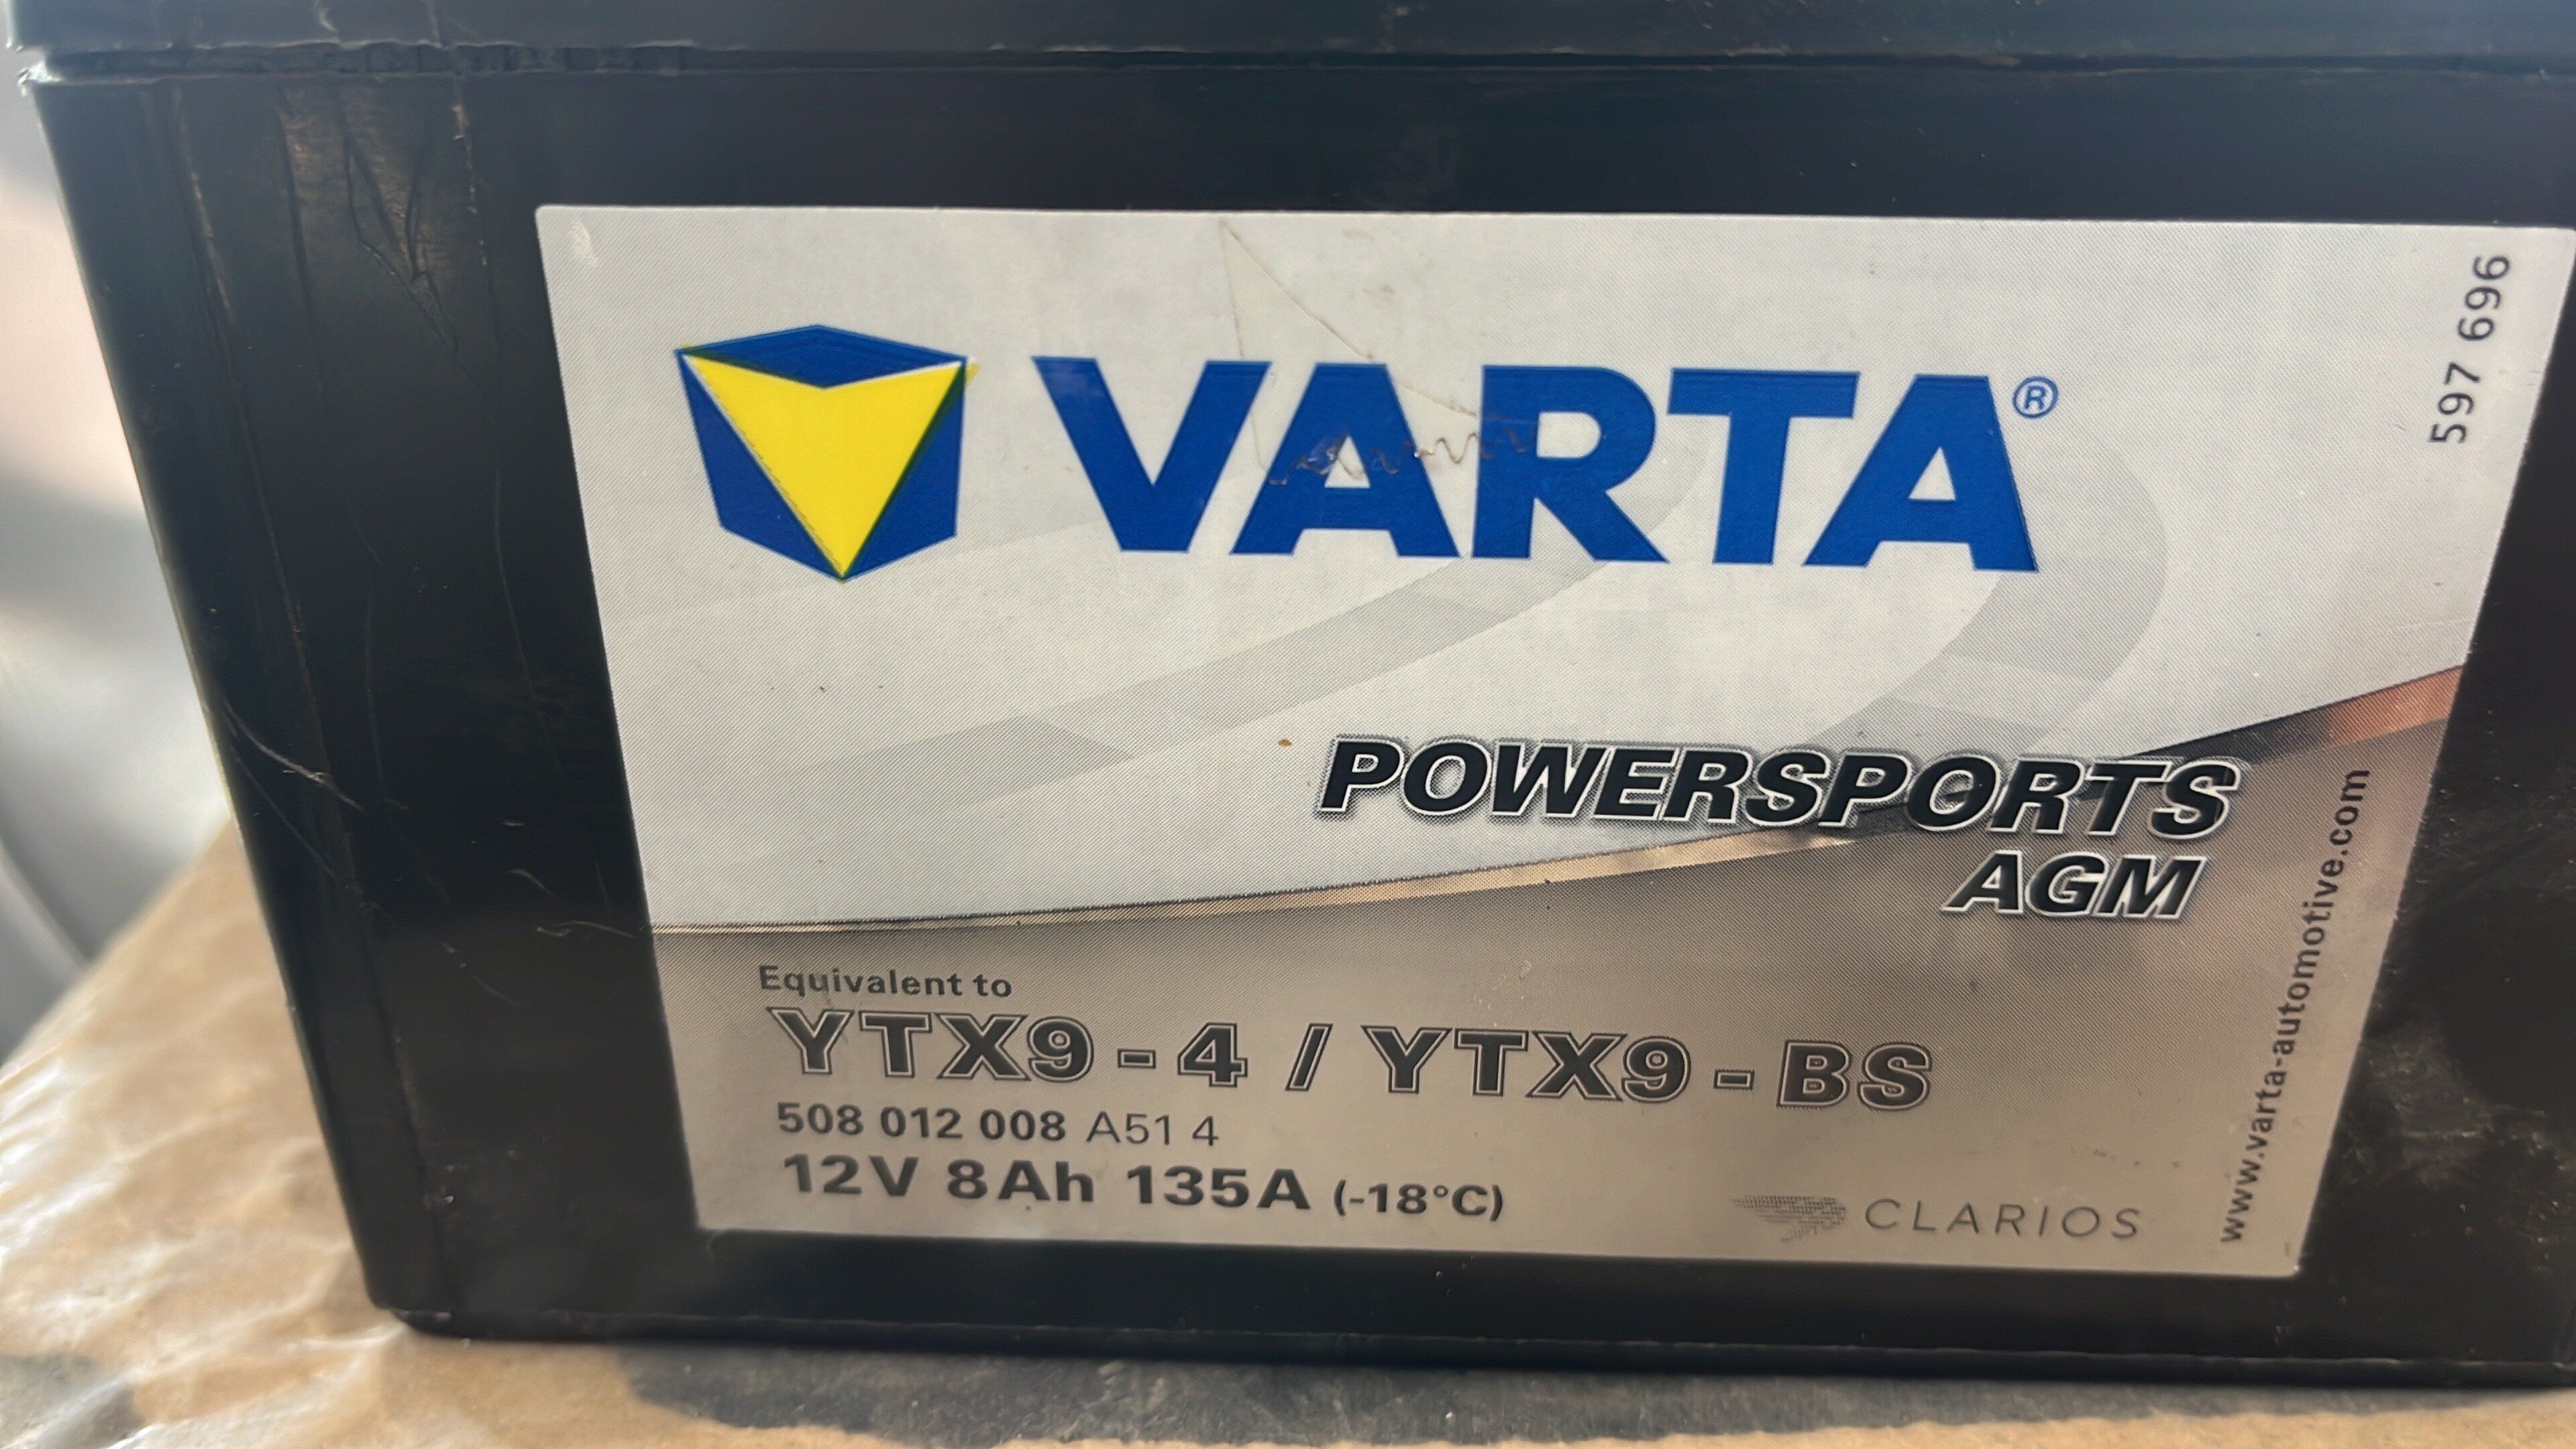 VARTA®
597 696
POWERSPORTS
AGM
www.varta-automotive.com
Equivalent to
YTX9-4 / YTX9-BS
508 012 008 A51 4
12V 8Ah 135A (-18°C)
CLARIOS